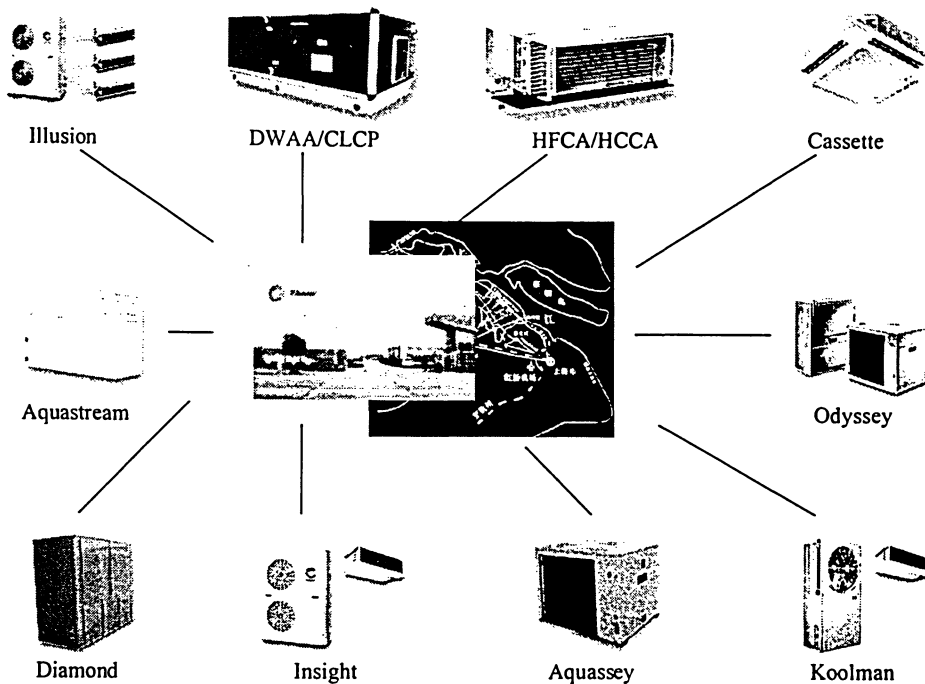 Illusion
DWAA/CLCP
HFCA/HCCA
Cassette
Aquastream
Odyssey
Diamond
Insight
Aquassey
Koolman